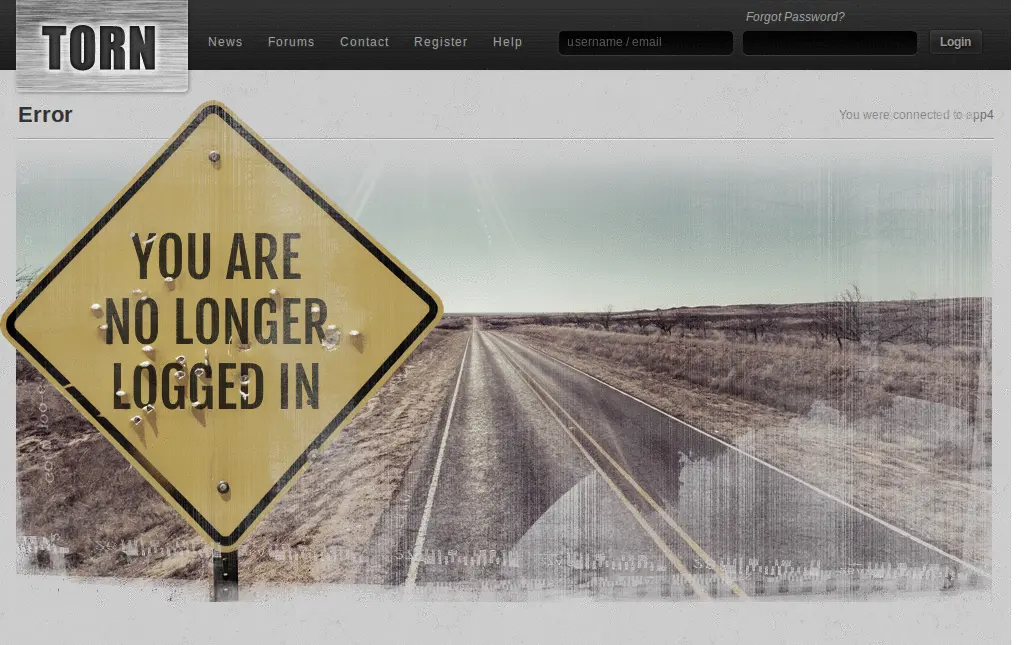 TORN
News Forums Contact Register Help
Forgot Password?
username / email
Login
Error
You were connected to app4
YOU ARE
NO LONGER
LOGGED IN